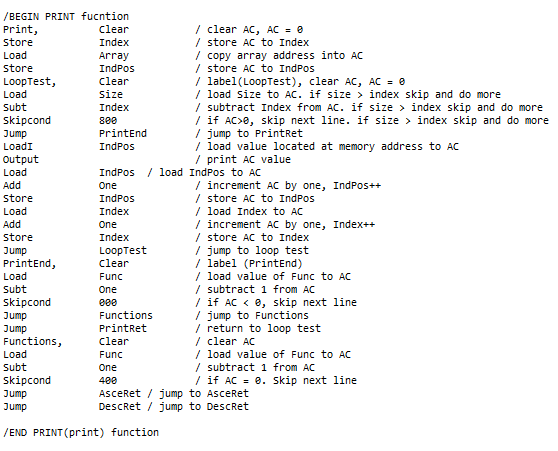 /BEGIN PRINT fucntion
Print, Clear / clear AC, AC = 0
Store Index / store AC to Index
Load Array / copy array address into AC
Store IndPos / store AC to IndPos
LoopTest, Clear / label(LoopTest), clear AC, AC = 0
Load Size / load Size to AC. if size > index skip and do more
Subt Index / subtract Index from AC. if size > index skip and do more
Skipcond 800 / if AC>0, skip next line. if size > index skip and do more
Jump PrintEnd / jump to PrintRet
LoadI IndPos / load value located at memory address to AC
Output / print AC value
Load IndPos / load IndPos to AC
Add One / increment AC by one, IndPos++
Store IndPos / store AC to IndPos
Load Index / load Index to AC
Add One / increment AC by one, Index++
Store Index / store AC to Index
Jump LoopTest / jump to loop test
PrintEnd, Clear / label (PrintEnd)
Load Func / load value of Func to AC
Subt One / subtract 1 from AC
Skipcond 000 / if AC < 0, skip next line
Jump Functions / jump to Functions
Jump PrintRet / return to loop test
Functions, Clear / clear AC
Load Func / load value of Func to AC
Subt One / subtract 1 from AC
Skipcond 400 / if AC = 0. Skip next line
Jump AsceRet / jump to AsceRet
Jump DescRet / jump to DescRet
/END PRINT(print) function